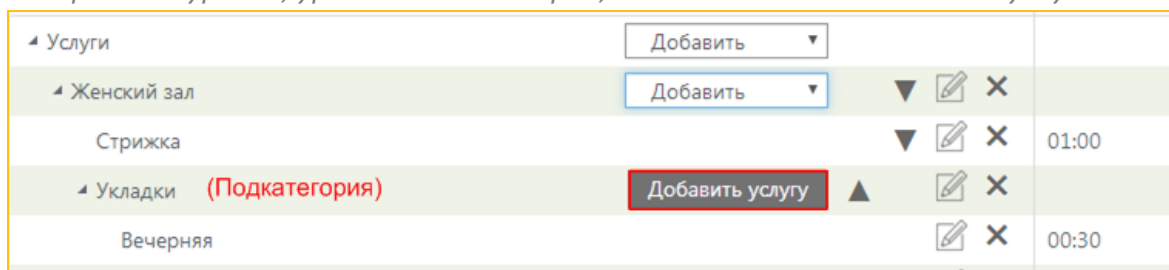 Услуги Добавить
Женский зал Добавить
Стрижка 01:00
Укладки (Подкатегория) Добавить услугу
Вечерняя 00:30